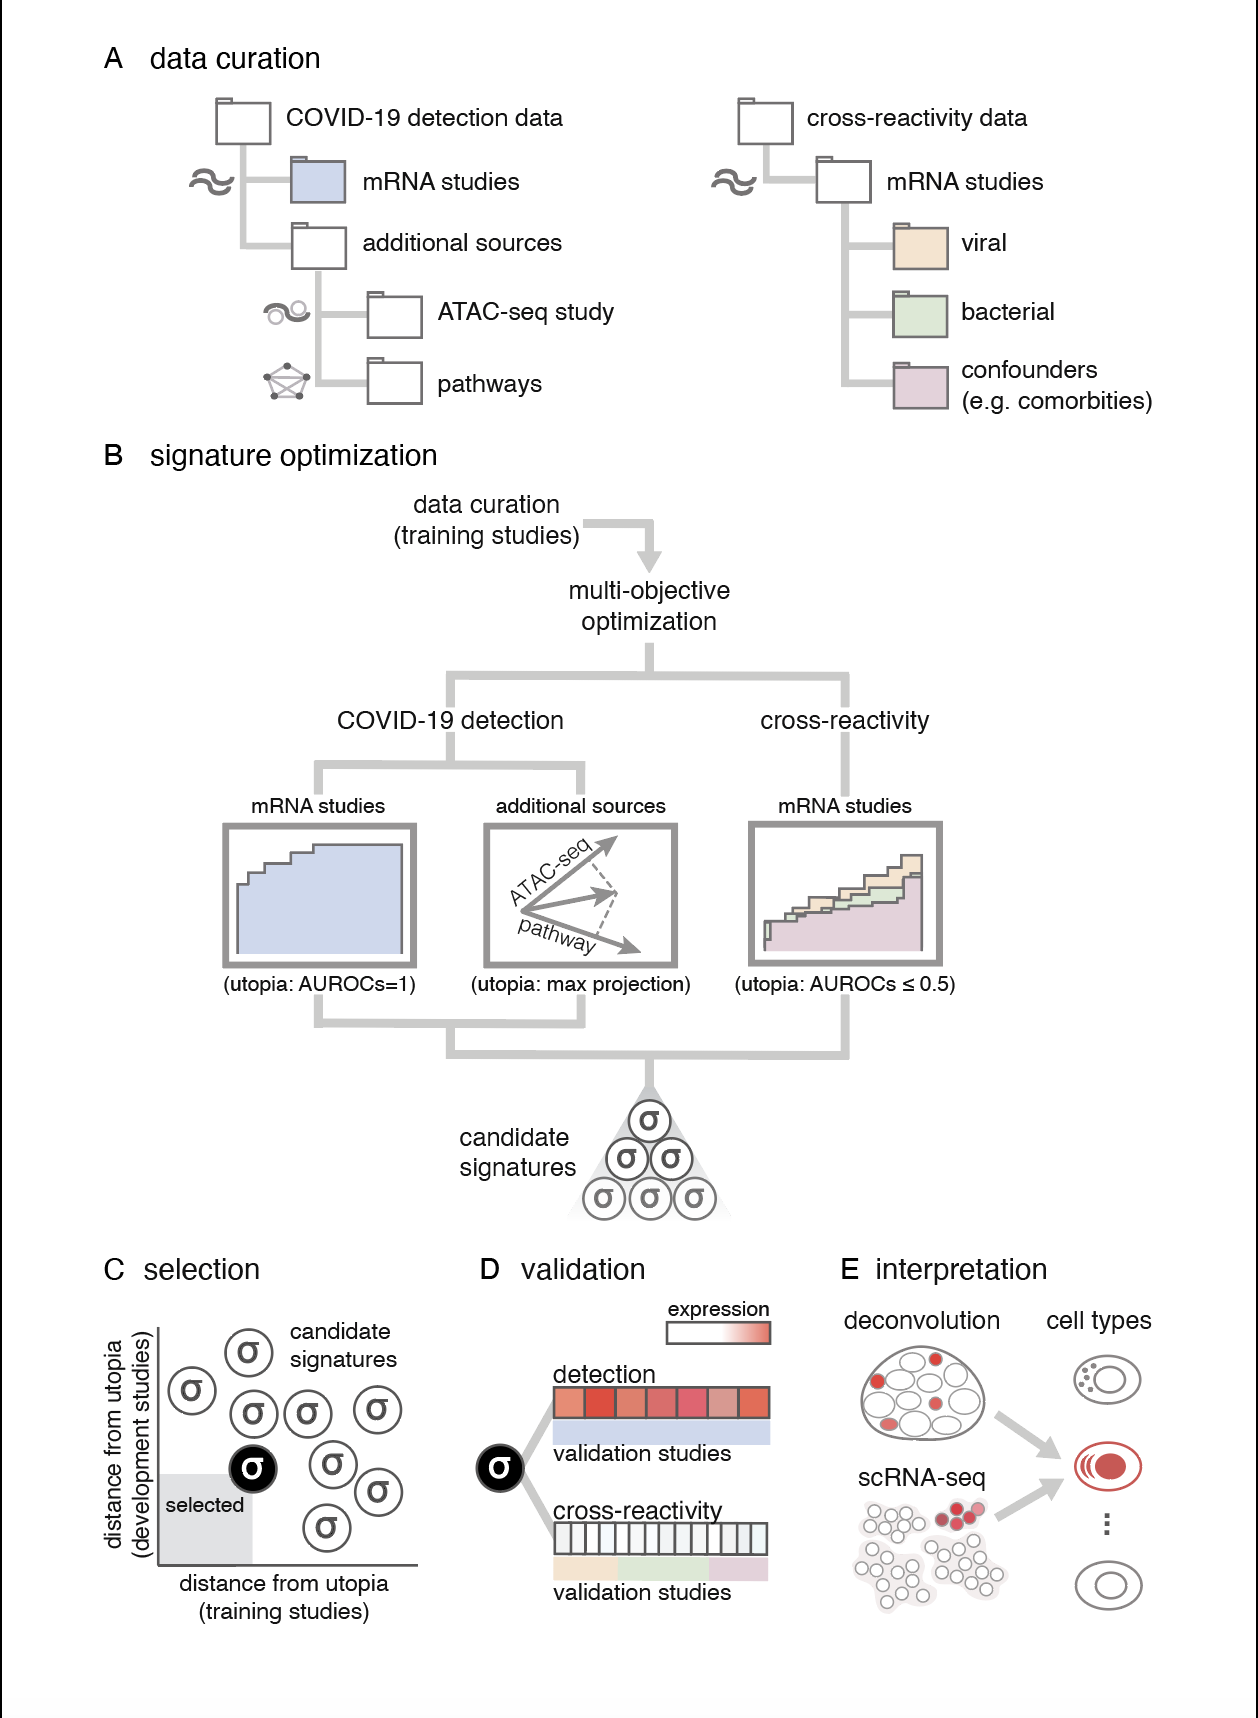 A data curation
COVID-19 detection data
mRNA studies
additional sources
ATAC-seq study
pathways
cross-reactivity data
mRNA studies
viral
bacterial
confounders
(e.g. comorbities)
B signature optimization
data curation
(training studies)
multi-objective
optimization
COVID-19 detection
cross-reactivity
mRNA studies
additional sources
mRNA studies
ATAC-seq
pathway
(utopia: AUROCs=1)
(utopia: max projection)
(utopia: AUROCs ≤ 0.5)
candidate
signatures
σ
σ σ
σ σ σ
C selection
candidate
signatures
σ
σ
σ σ σ
σ σ
σ
σ
selected
distance from utopia
(development studies)
distance from utopia
(training studies)
D validation
expression
detection
validation studies
σ
cross-reactivity
validation studies
E interpretation
deconvolution
cell types
scRNA-seq